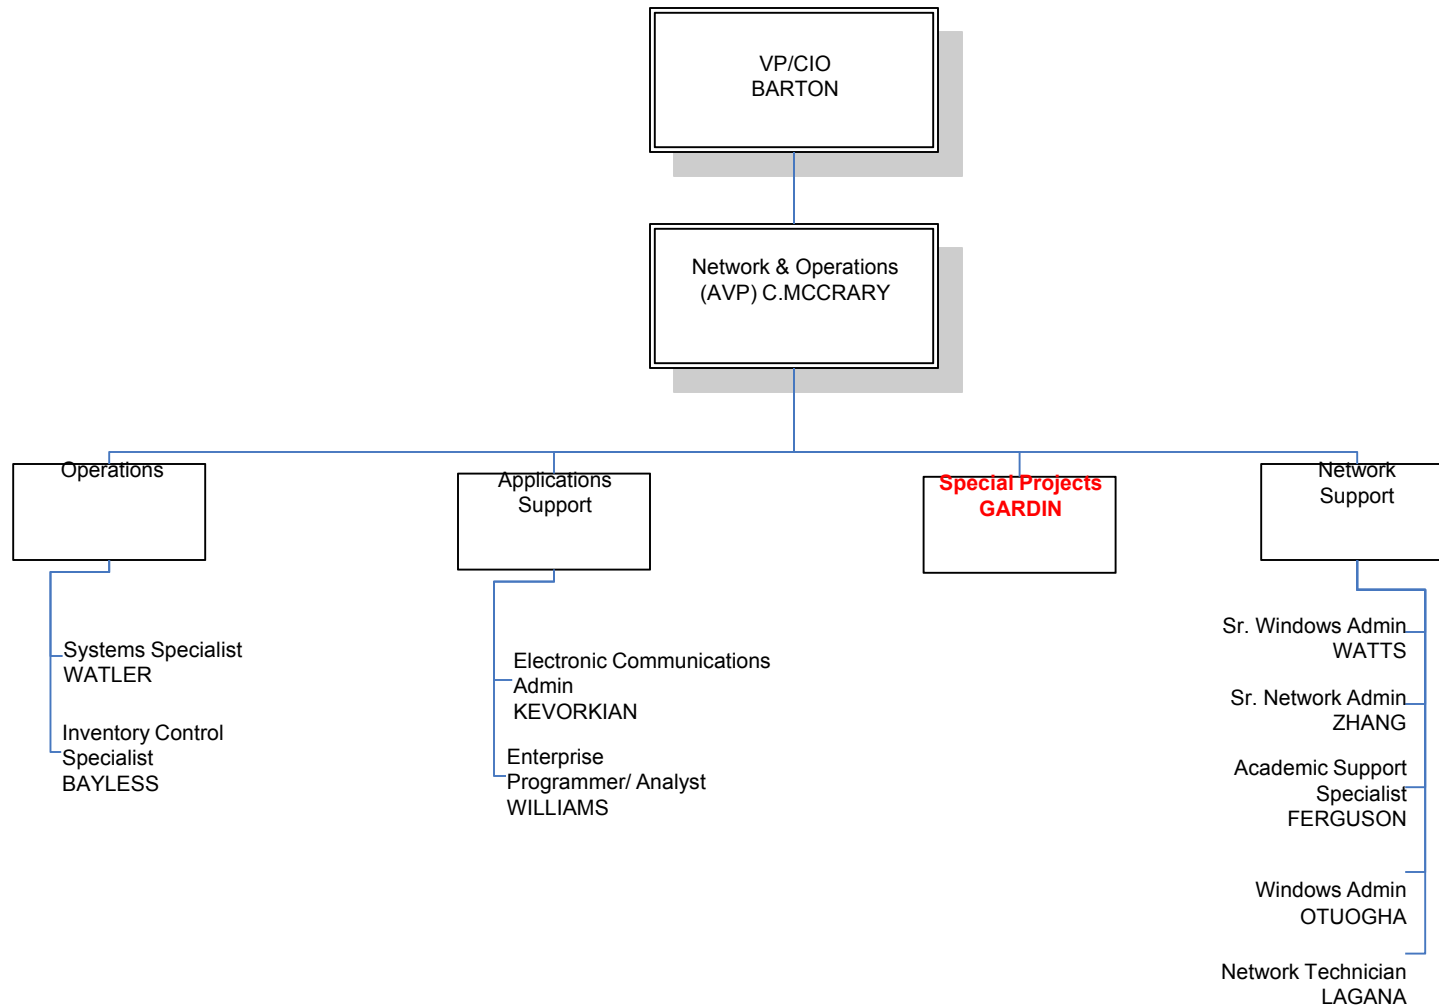 VP/CIO
BARTON
Network & Operations
(AVP) C.MCCRARY
Operations
Applications
Support
Special Projects
GARDIN
Network
Support
Systems Specialist
WATLER
Inventory Control
Specialist
BAYLESS
Electronic Communications
Admin
KEVORKIAN
Enterprise
Programmer/ Analyst
WILLIAMS
Sr. Windows Admin
WATTS
Sr. Network Admin
ZHANG
Academic Support
Specialist
FERGUSON
Windows Admin
OTUOGHA
Network Technician
LAGANA